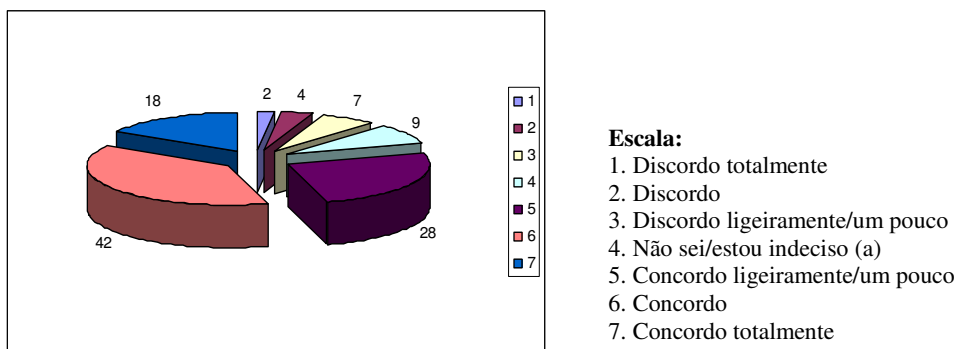 2
4
7
9
28
42
18
1
2
3
4
5
6
7
Escala:
1. Discordo totalmente
2. Discordo
3. Discordo ligeiramente/um pouco
4. Não sei/estou indeciso (a)
5. Concordo ligeiramente/um pouco
6. Concordo
7. Concordo totalmente